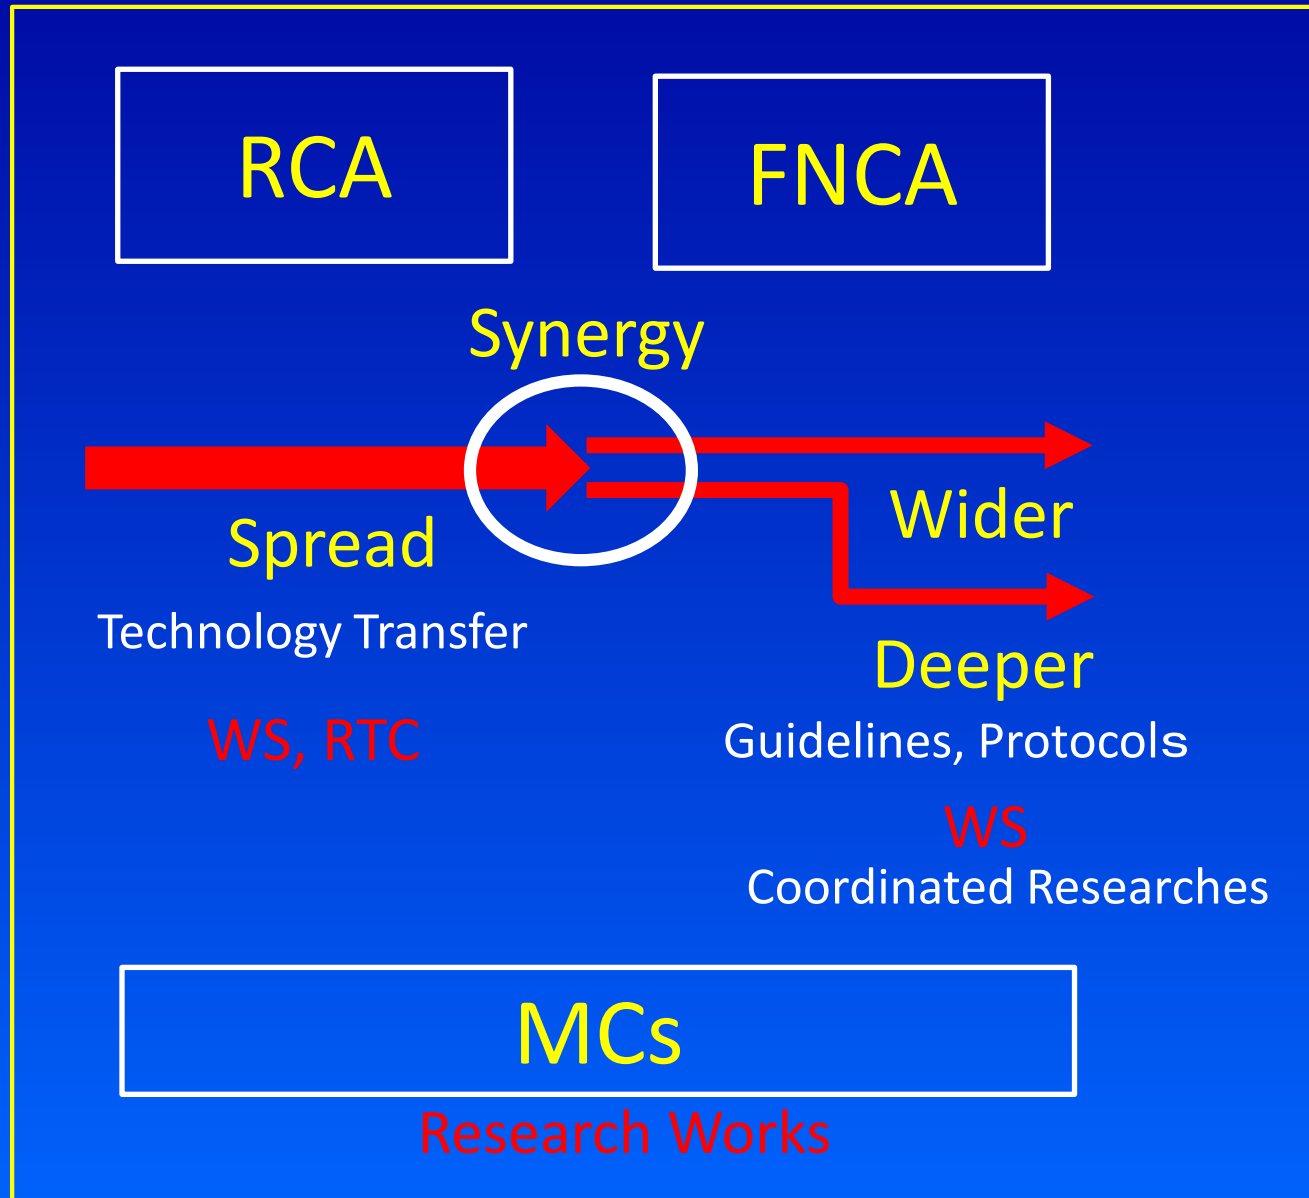 RCA
FNCA
Synergy
Spread
Technology Transfer
WS, RTC
Wider
Deeper
Guidelines, Protocols
WS
Coordinated Researches
MCs
Research Works